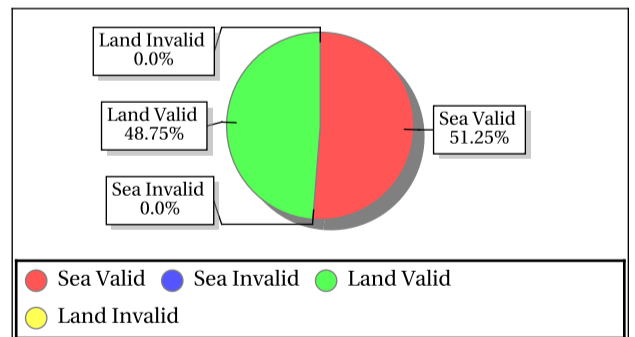 Land Invalid
0.0%
Land Valid
48.75%
Sea Valid
51.25%
Sea Invalid
0.0%
Sea Valid Sea Invalid Land Valid
Land Invalid